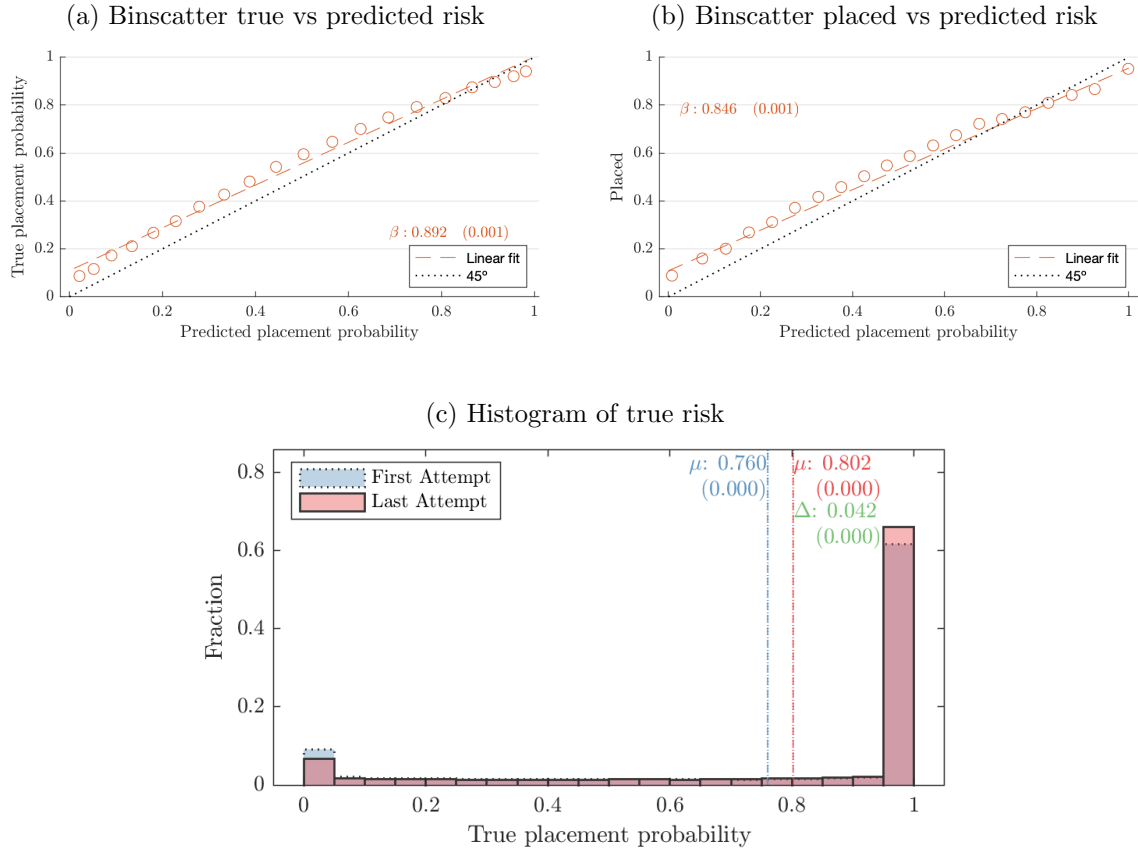 (a) Binscatter true vs predicted risk
True placement probability
1
0.8
0.6
0.4
0.2
0
β : 0.892 (0.001)
Linear fit
45º
0 0.2 0.4 0.6 0.8 1
Predicted placement probability
(b) Binscatter placed vs predicted risk
Placed
1
0.8
0.6
0.4
0.2
0
β : 0.846 (0.001)
Linear fit
45º
0 0.2 0.4 0.6 0.8 1
Predicted placement probability
(c) Histogram of true risk
Fraction
0.8
0.6
0.4
0.2
0
First Attempt
Last Attempt
μ: 0.760
(0.000)
μ: 0.802
(0.000)
Δ: 0.042
(0.000)
0 0.2 0.4 0.6 0.8 1
True placement probability